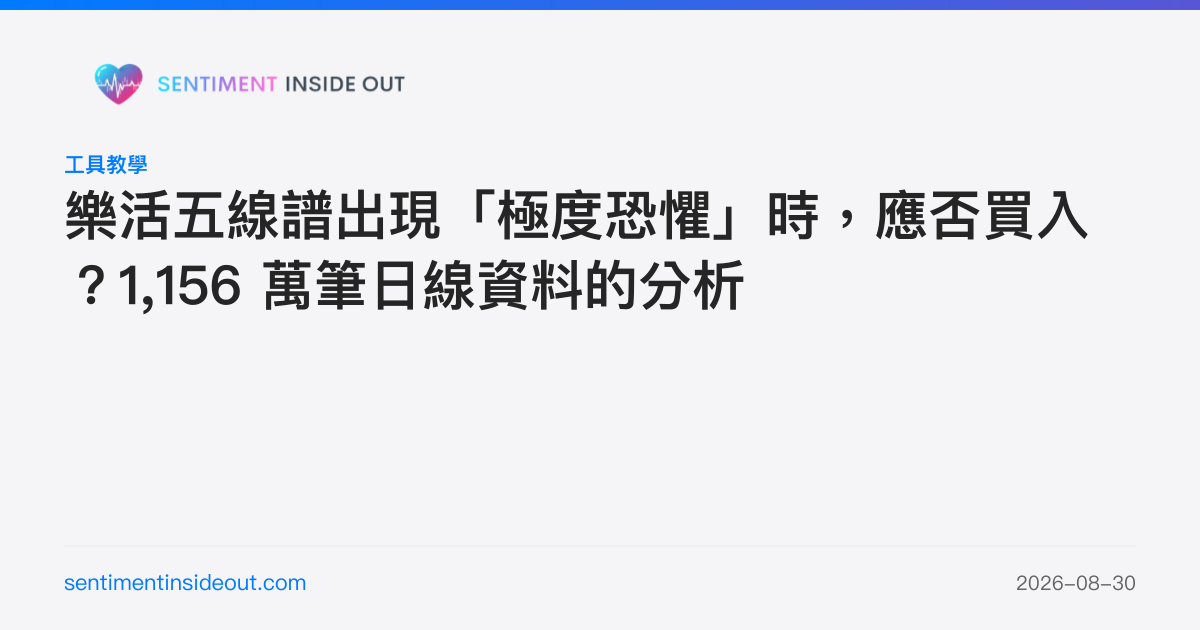 SENTIMENT INSIDE OUT
工具教學
樂活五線譜出現「極度恐懼」時，應否買入
？1,156 萬筆日線資料的分析
sentimentinsideout.com
2026-08-30